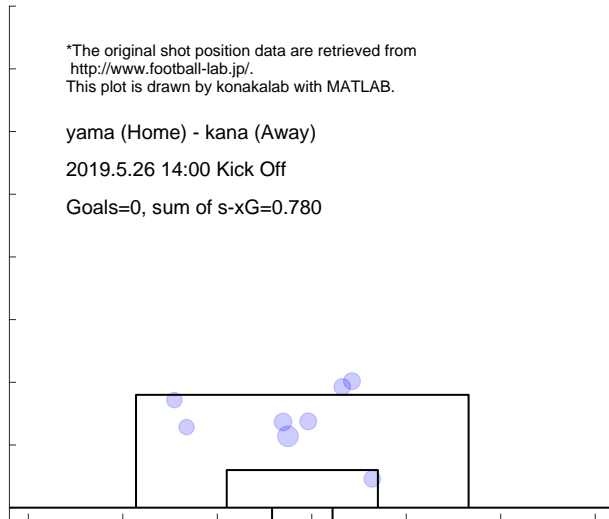 *The original shot position data are retrieved from
http://www.football-lab.jp/.
This plot is drawn by konakalab with MATLAB.
yama (Home) - kana (Away)
2019.5.26 14:00 Kick Off
Goals=0, sum of s-xG=0.780